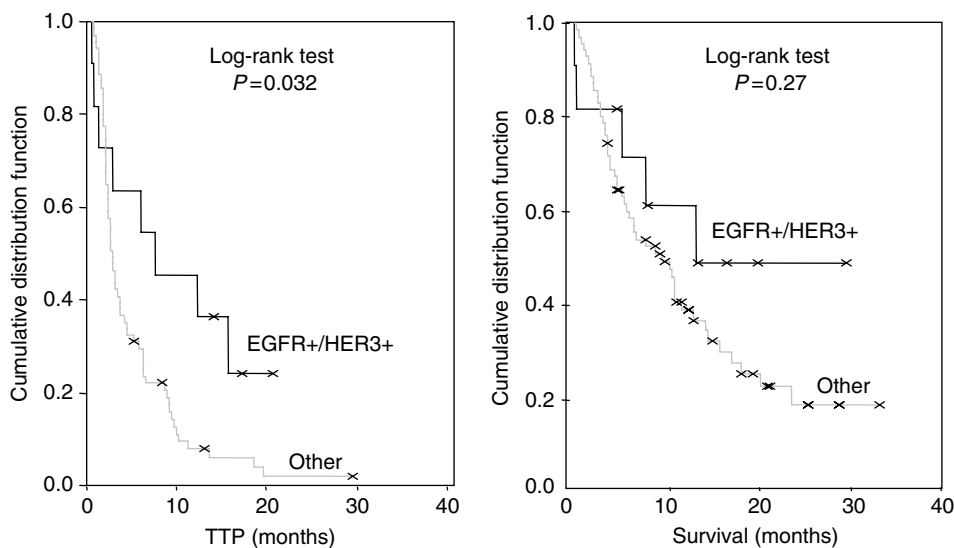 Log-rank test
P=0.032
EGFR+/HER3+
Other
Cumulative distribution function
1.0
0.8
0.6
0.4
0.2
0.0
0
10
20
30
40
TTP (months)
Log-rank test
P=0.27
EGFR+/HER3+
Other
Cumulative distribution function
1.0
0.8
0.6
0.4
0.2
0.0
0
10
20
30
40
Survival (months)